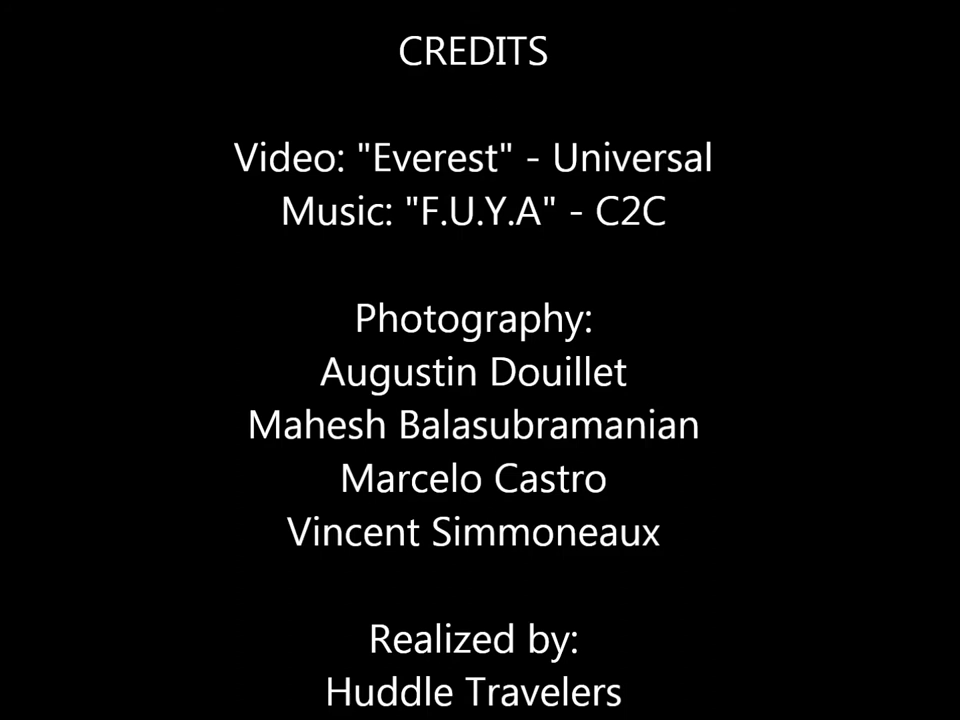 CREDITS
Video: "Everest" - Universal
Music: "F.U.Y.A" - C2C
Photography:
Augustin Douillet
Mahesh Balasubramanian
Marcelo Castro
Vincent Simmoneaux
Realized by:
Huddle Travelers